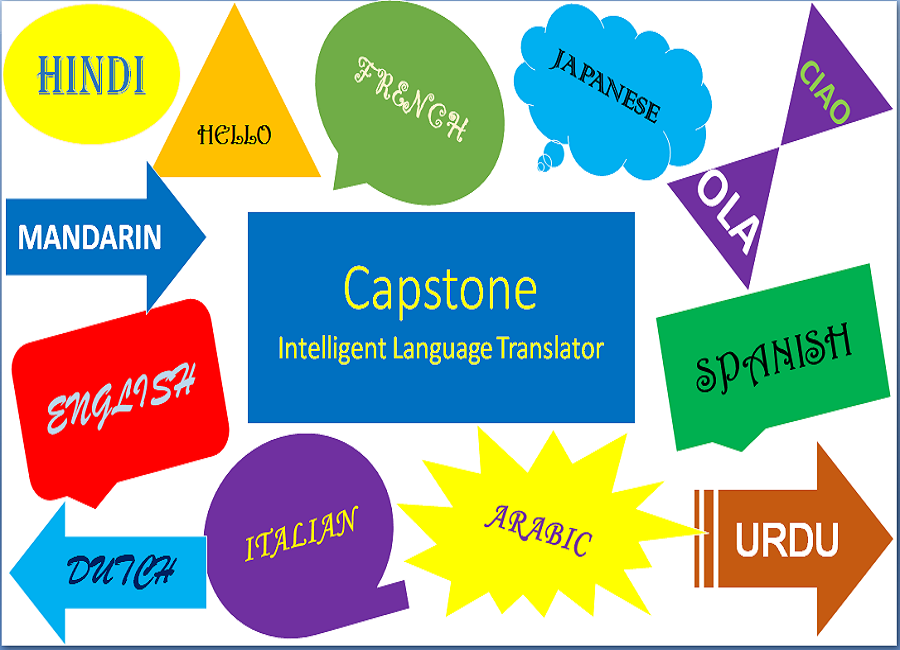 HINDI
HELLO
FRENCH
JAPANESE
CIAO
OLA
MANDARIN
Capstone
Intelligent Language Translator
ENGLISH
SPANISH
DUTCH
ITALIAN
ARABIC
URDU